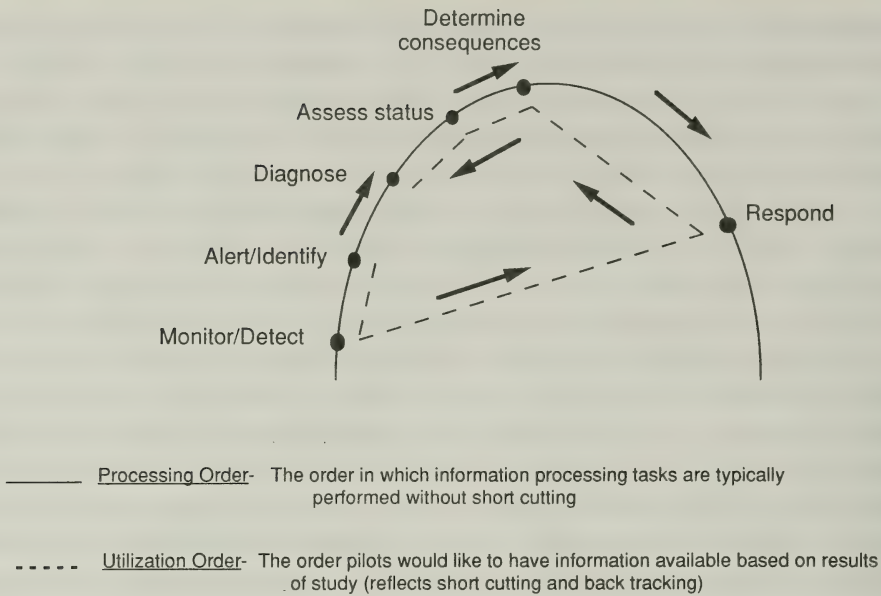 Determine
consequences
Assess status
Diagnose
Respond
Alert/Identify
Monitor/Detect
Processing Order- The order in which information processing tasks are typically
performed without short cutting
Utilization Order- The order pilots would like to have information available based on results
of study (reflects short cutting and back tracking)